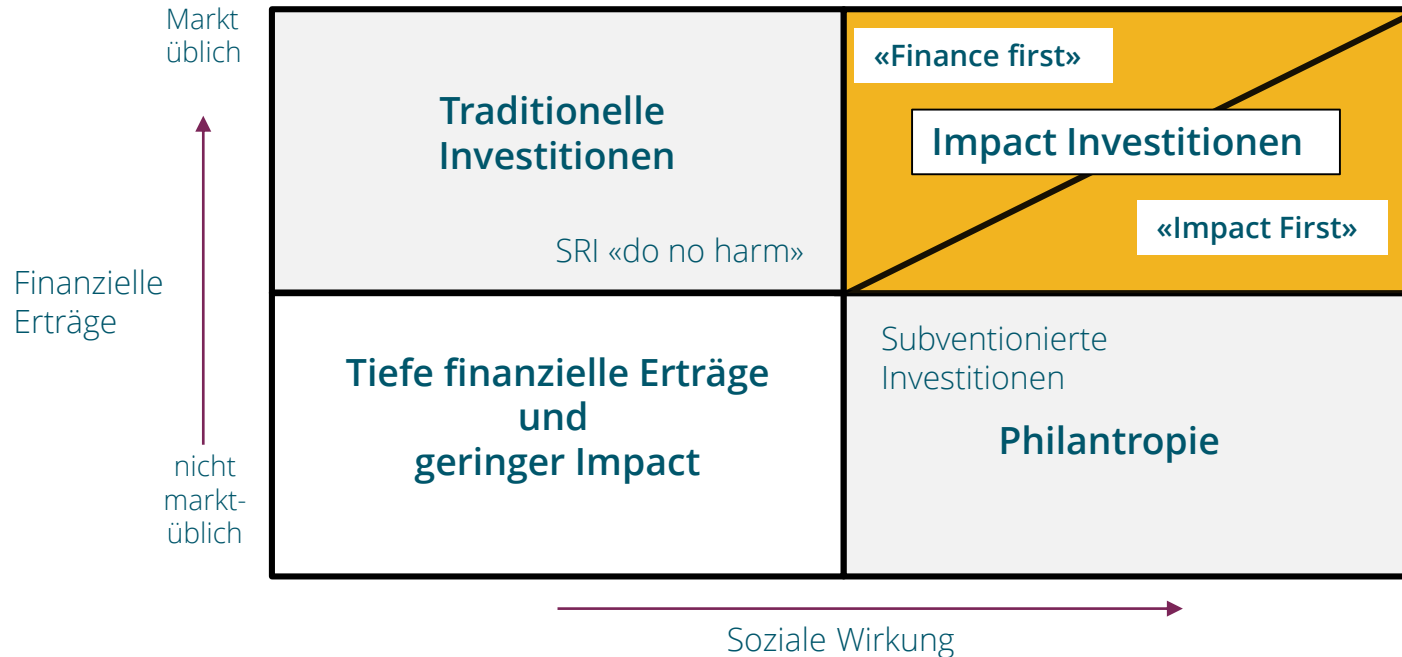 Markt
üblich
«Finance first»
Traditionelle
Investitionen
Impact Investitionen
«Impact First»
SRI «do no harm»
Finanzielle
Erträge
Subventionierte
Investitionen
Tiefe finanzielle Erträge
und
geringer Impact
Philantropie
nicht
markt-
üblich
Soziale Wirkung